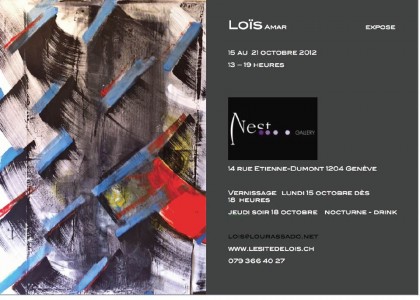 Loïs Amar EXPOSE
15 AU 21 OCTOBRE 2012
13 – 19 HEURES
Nest.... GALLERY
14 RUE ETIENNE-DUMONT 1204 GENÈVE
VERNISSAGE LUNDI 15 OCTOBRE DÈS
18 HEURES
JEUDI SOIR 18 OCTOBRE NOCTURNE - DRINK
LOIS@LOURASSADO.NET
WWW.LESITEDELOIS.CH
079 366 40 27